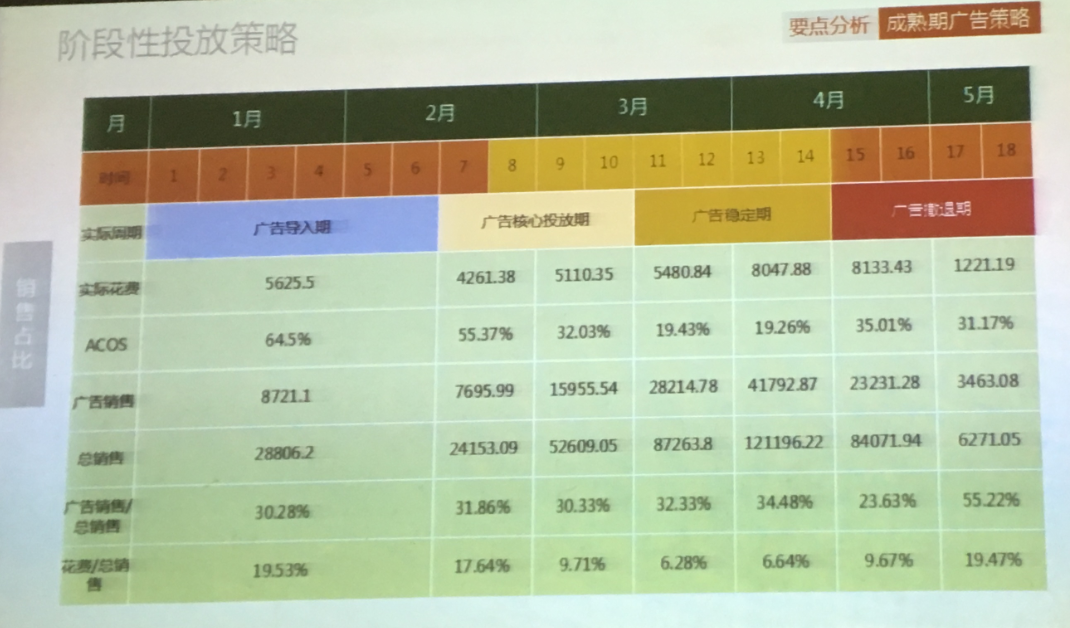 阶段性投放策略
要点分析 成熟期广告策略
月 1月 2月 3月 4月 5月
时间 1 2 3 4 5 6 7 8 9 10 11 12 13 14 15 16 17 18
实际周期 广告导入期 广告核心投放期 广告稳定期 广告撤退期
实际花费 5625.5 4261.38 5110.35 5480.84 8047.88 8133.43 1221.19
ACOS 64.5% 55.37% 32.03% 19.43% 19.26% 35.01% 31.17%
广告销售 8721.1 7695.99 15955.54 28214.78 41792.87 23231.28 3463.08
总销售 28806.2 24153.09 52609.05 87263.8 121196.22 84071.94 6271.05
广告销售/
总销售 30.28% 31.86% 30.33% 32.33% 34.48% 23.63% 55.22%
花费/总销
售 19.53% 17.64% 9.71% 6.28% 6.64% 9.67% 19.47%
销售占比